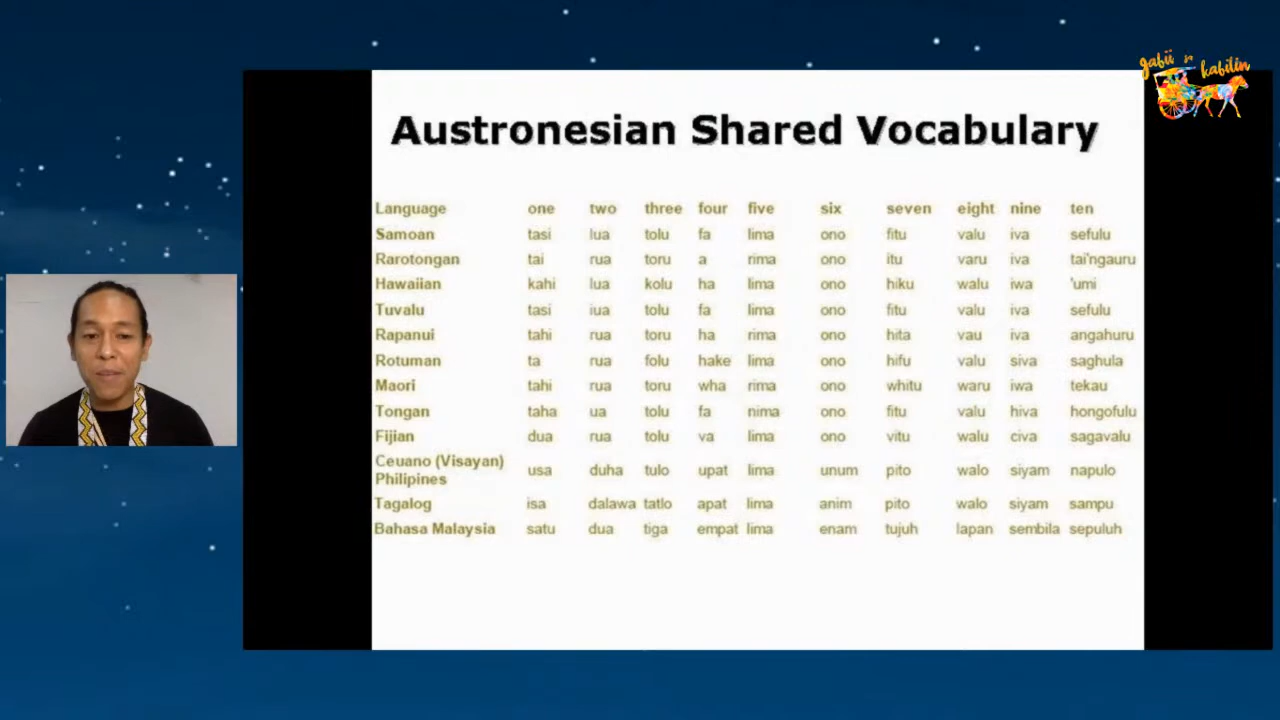 gabii sa kabilin
Austronesian Shared Vocabulary
Language one two three four five six seven eight nine ten
Samoan tasi lua tolu fa lima ono fitu valu iva sefulu
Rarotongan tai rua toru a rima ono itu varu iva tai'ngauru
Hawaiian kahi lua kolu ha lima ono hiku walu iwa 'umi
Tuvalu tasi iua tolu fa lima ono fitu valu iva sefulu
Rapanui tahi rua toru ha rima ono hita vau iva angahuru
Rotuman ta rua folu hake lima ono hifu valu siva saghula
Maori tahi rua toru wha rima ono whitu waru iwa tekau
Tongan taha ua tolu fa nima ono fitu valu hiva hongofulu
Fijian dua rua tolu va lima ono vitu walu civa sagavalu
Ceuano (Visayan)
Philipines usa duha tulo upat lima unum pito walo siyam napulo
Tagalog isa dalawa tatlo apat lima anim pito walo siyam sampu
Bahasa Malaysia satu dua tiga empat lima enam tujuh lapan sembila sepuluh